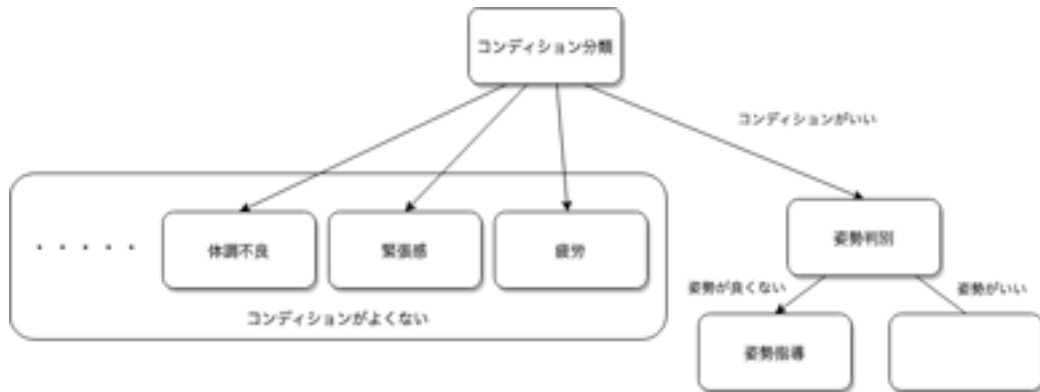 コンディション分類
コンディションがいい
・・・・・
体調不良
緊張感
疲労
姿勢判別
コンディションがよくない
姿勢が良くない
姿勢がいい
姿勢指導